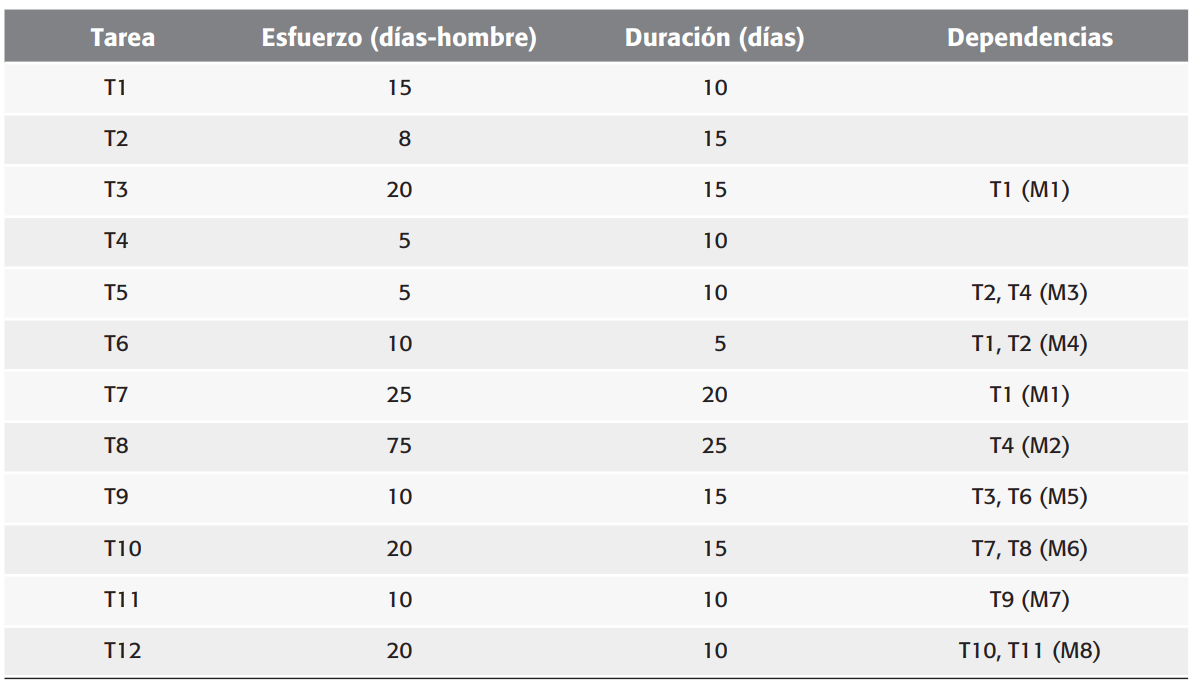 Tarea Esfuerzo (días-hombre) Duración (días) Dependencias
T1 15 10
T2 8 15
T3 20 15 T1 (M1)
T4 5 10
T5 5 10 T2, T4 (M3)
T6 10 5 T1, T2 (M4)
T7 25 20 T1 (M1)
T8 75 25 T4 (M2)
T9 10 15 T3, T6 (M5)
T10 20 15 T7, T8 (M6)
T11 10 10 T9 (M7)
T12 20 10 T10, T11 (M8)